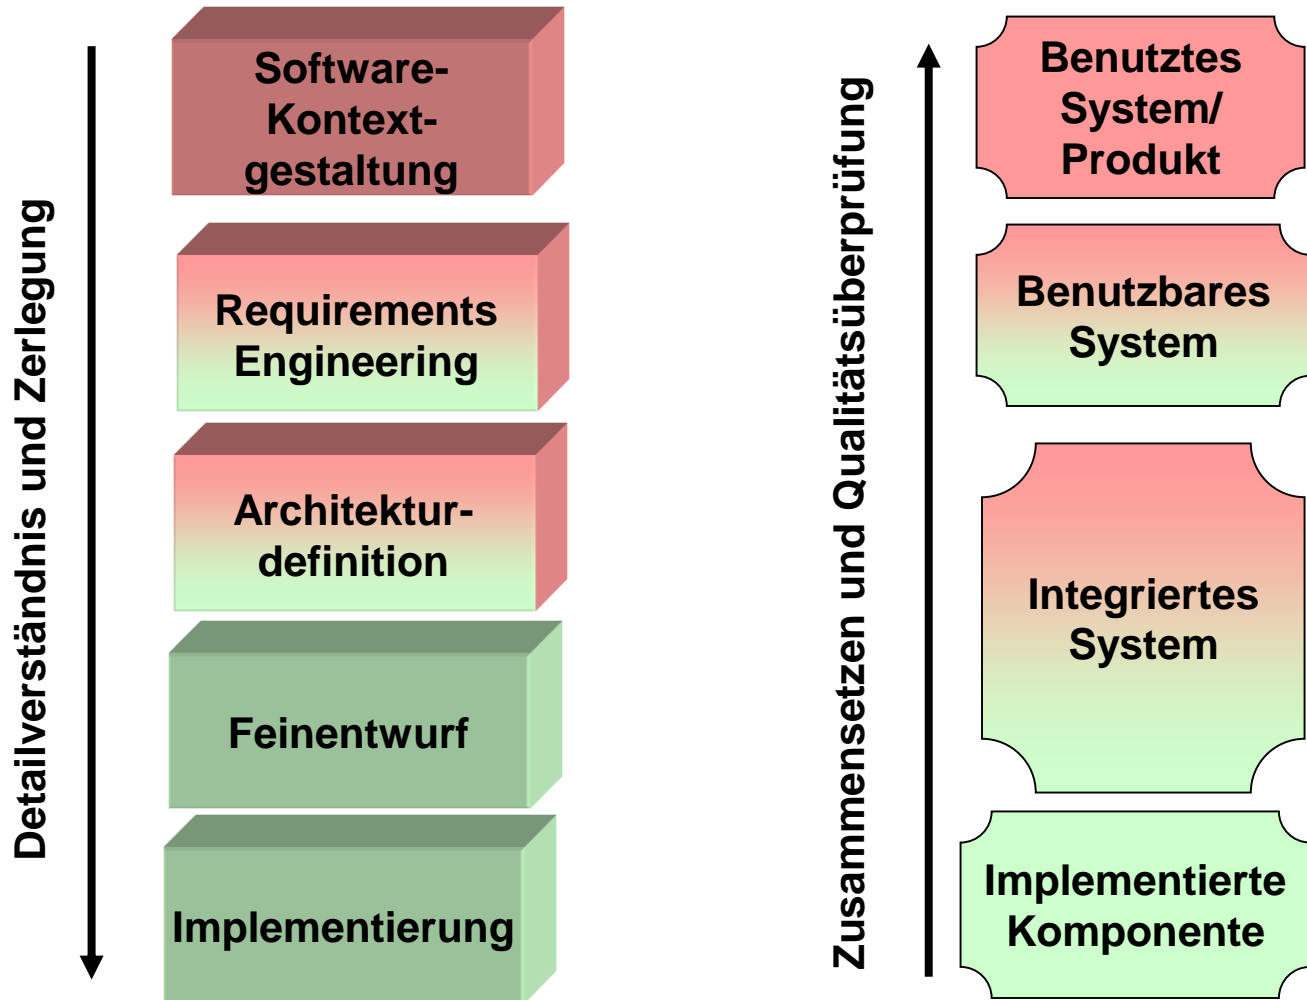 Detailverständnis und Zerlegung
Software-
Kontext-
gestaltung
Requirements
Engineering
Architektur-
definition
Feinentwurf
Implementierung
Zusammensetzen und Qualitätsüberprüfung
Benutztes
System/
Produkt
Benutzbares
System
Integriertes
System
Implementierte
Komponente